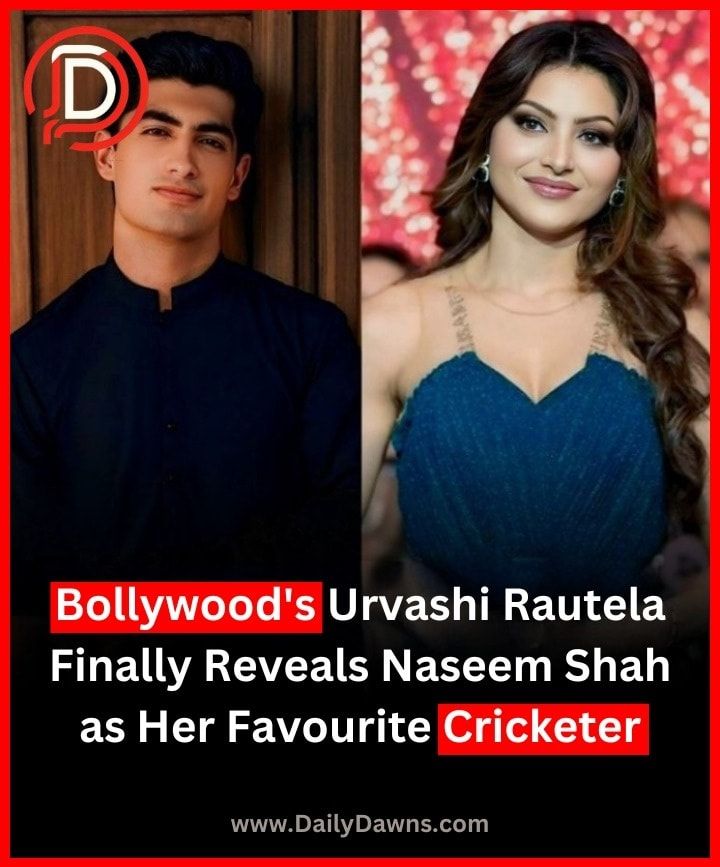 D
Bollywood's Urvashi Rautela
Finally Reveals Naseem Shah
as Her Favourite Cricketer
www.DailyDawns.com